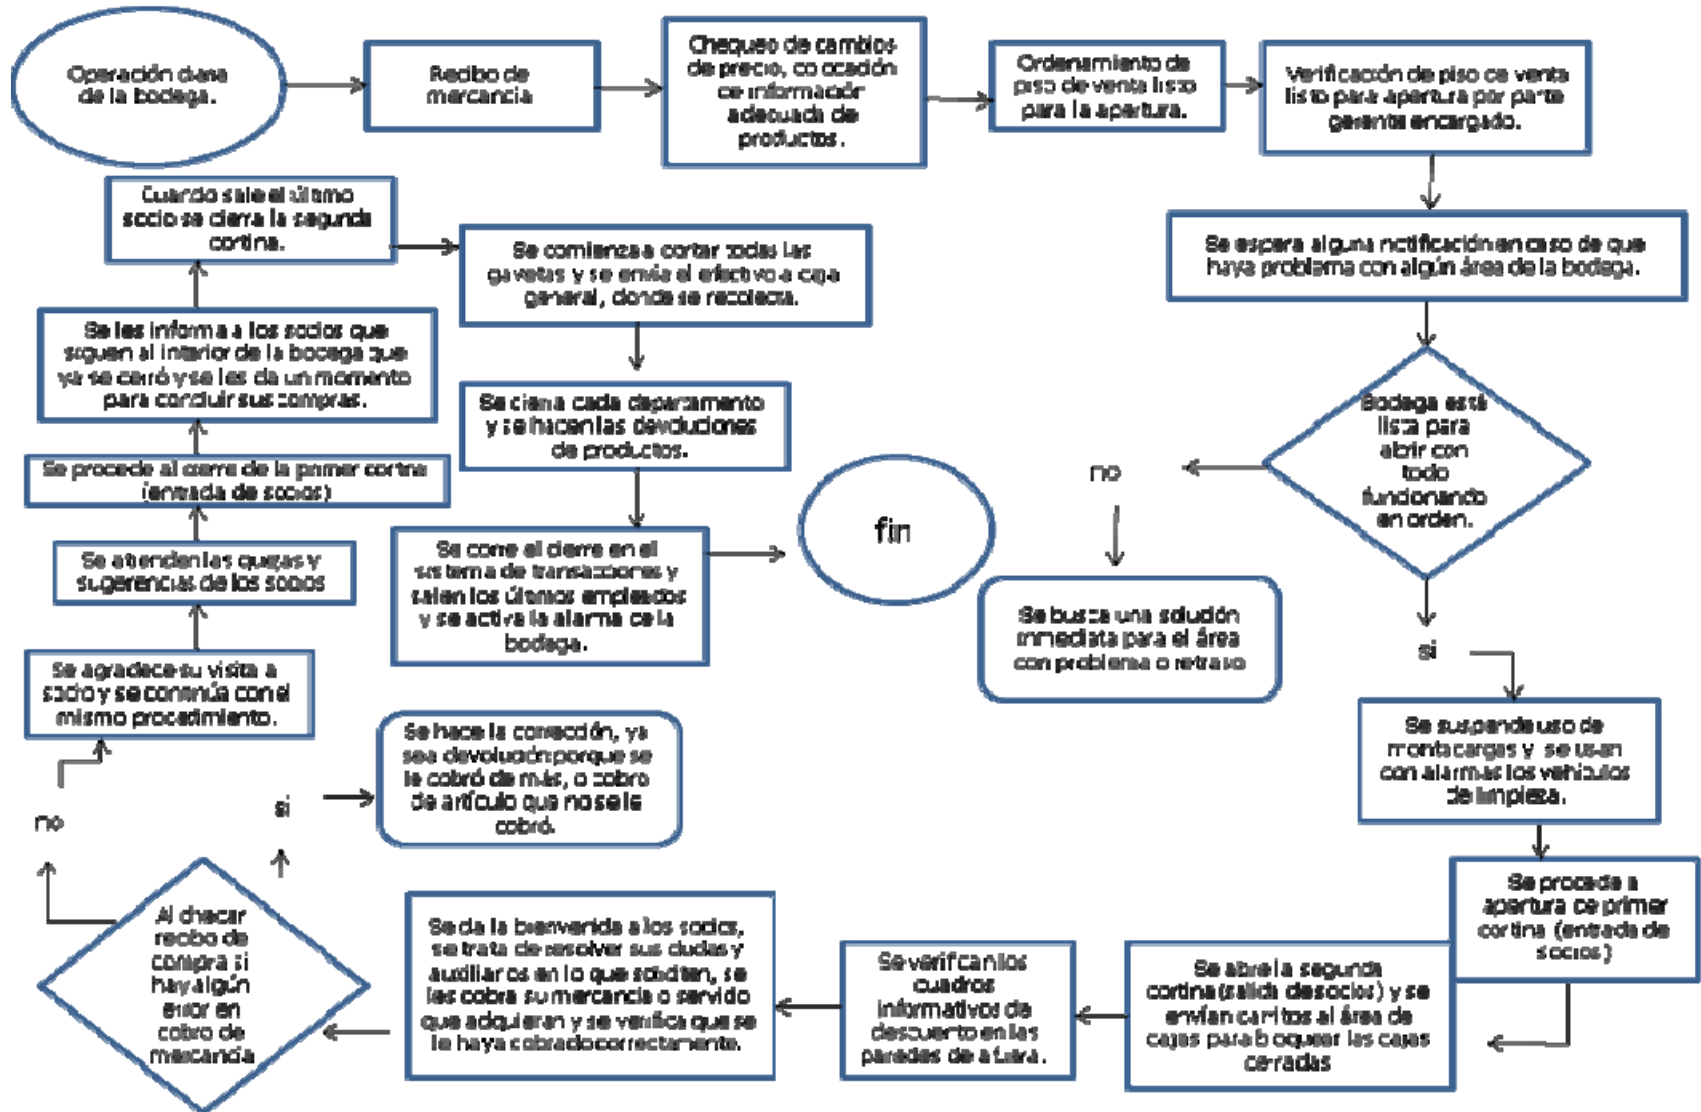 Operación diaria
de la bodega.
Recibo de
mercancia
Chequeo de cambios
de precio, colocación
de información
adecuada de
productos.
Ordenamiento de
piso de venta listo
para la apertura.
Verificación de piso de venta
listo para apertura por parte
gerente encargado.
Se espera alguna notificación en caso de que
haya problema con algún área de la bodega.
Bodega está
lista para
abrir con
todo
funcionando
en orden.
no
Se busca una solución
inmediata para el área
con problema o retraso
si
Se suspende uso de
montacargas y se usan
con alarmas los vehículos
de limpieza.
Se procede a
apertura de primer
cortina (entrada de
socios)
Se abre la segunda
cortina (salida de socios) y se
envían carritos al área de
cajas para bloquear las cajas
cerradas
Se verifican los
cuadros
informativos de
descuento en las
paredes de afuera.
Se da la bienvenida a los socios,
se trata de resolver sus dudas y
auxiliarlos en lo que soliciten, se
les cobra su mercancía o servicio
que adquieran y se verifica que se
le haya cobrado correctamente.
Al checar
recibo de
compra si
hay algún
error en
cobro de
mercancía
si
Se hace la corrección, ya
sea devolución porque se
le cobró de más, o cobro
de artículo que no se le
cobró.
no
Se agradece su visita a
socio y se continúa con el
mismo procedimiento.
Se atienden las quejas y
sugerencias de los socios
Se procede al cierre de la primer cortina
(entrada de socios)
Se les informa a los socios que
siguen al interior de la bodega que
ya se cerró y se les da un momento
para concluir sus compras.
Cuando sale el último
socio se cierra la segunda
cortina.
Se comienza a cortar todas las
gavetas y se envía el efectivo a caja
general, donde se recolecta.
Se cierra cada departamento
y se hacen las devoluciones
de productos.
Se corre el cierre en el
sistema de transacciones y
salen los últimos empleados
y se activa la alarma de la
bodega.
fin